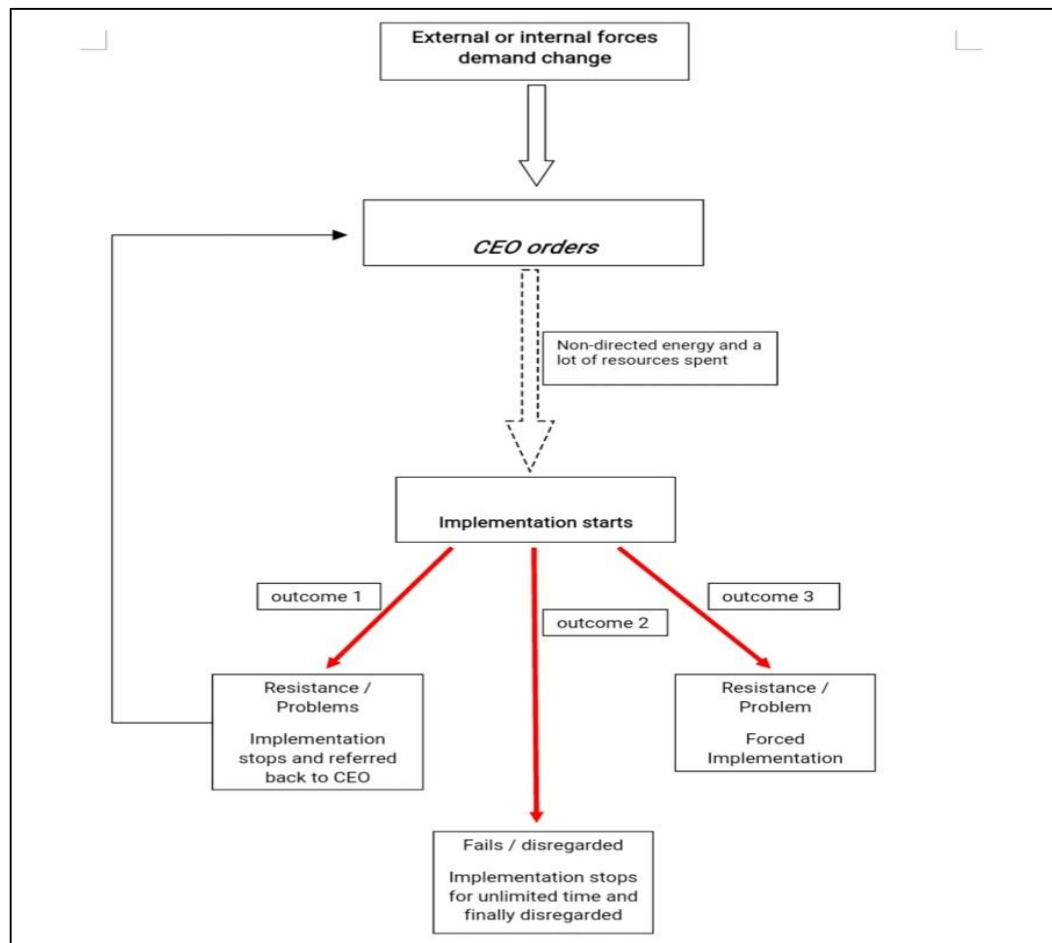 External or internal forces
demand change
CEO orders
Non-directed energy and a
lot of resources spent
Implementation starts
outcome 1
outcome 2
outcome 3
Resistance /
Problems
Implementation
stops and referred
back to CEO
Resistance /
Problem
Forced
Implementation
Fails / disregarded
Implementation stops
for unlimited time and
finally disregarded